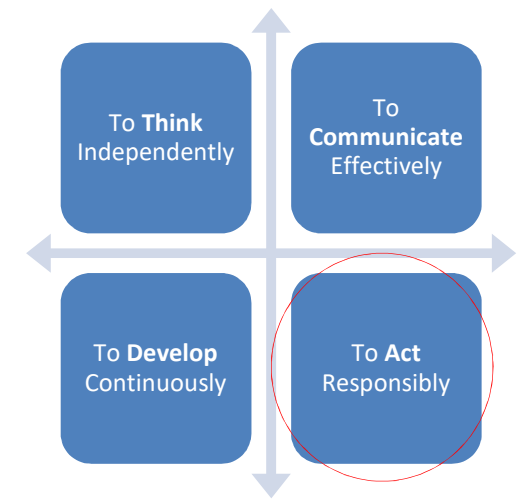 To Think
Independently
To
Communicate
Effectively
To Develop
Continuously
To Act
Responsibly